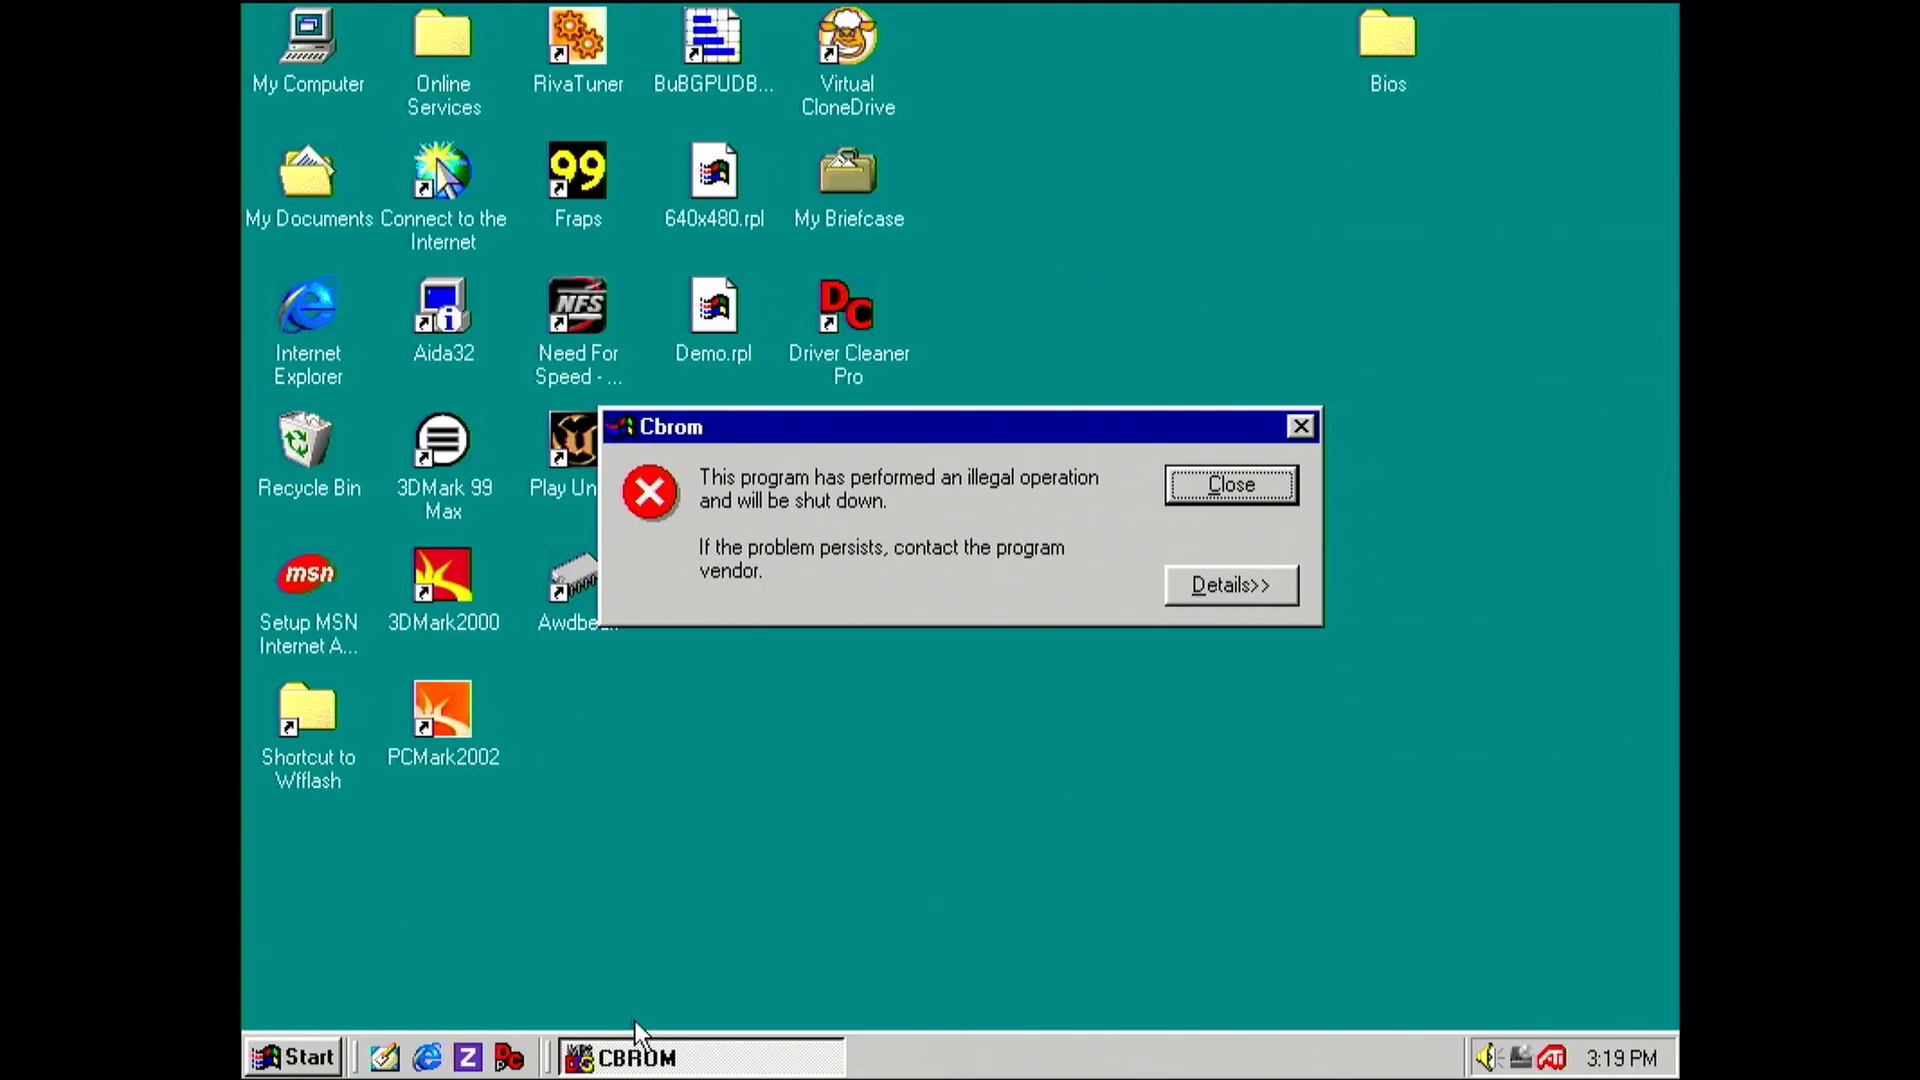 My Computer
Online
Services
RivaTuner
BuBGPUDB...
Virtual
CloneDrive
Bios
My Documents
Connect to the
Internet
99
Fraps
640x480.rpl
My Briefcase
Internet
Explorer
Aida32
NFS
Need For
Speed - ...
Demo.rpl
DC
Driver Cleaner
Pro
Recycle Bin
3DMark 99
Max
Play Un
Cbrom
This program has performed an illegal operation
and will be shut down.
If the problem persists, contact the program
vendor.
Close
Details>>
msn
Setup MSN
Internet A...
3DMark2000
Shortcut to
Wfflash
PCMark2002
Start
Z
CBROM
3:19 PM